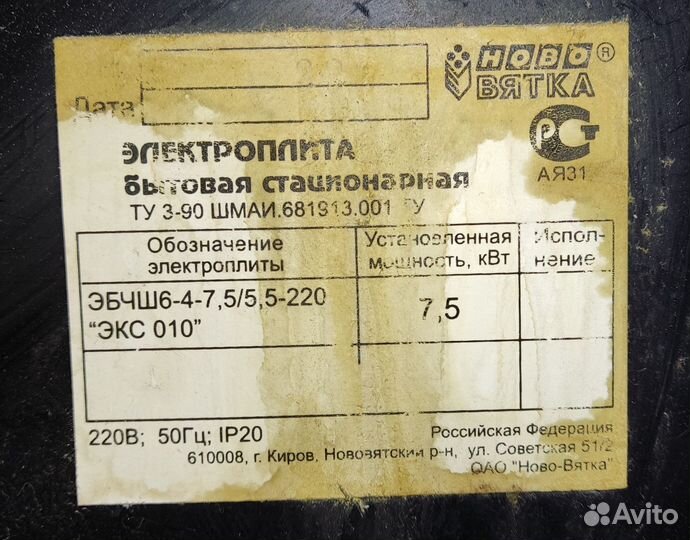 НОВО ®
ВЯТКА
Дата
РСТ
АЯ31
ЭЛЕКТРОПЛИТА
бытовая стационарная
ТУ 3-90 ШМАИ.681913.001 ТУ
Обозначение электроплиты
Установленная мощность, кВт
Испол-нение
ЭБЧШ6-4-7,5/5,5-220
"ЭКС 010"
7,5
220В; 50Гц; IP20
Российская Федерация
610008, г. Киров, Нововятский р-н, ул. Советская 51/2
ОАО "Ново-Вятка"
Avito